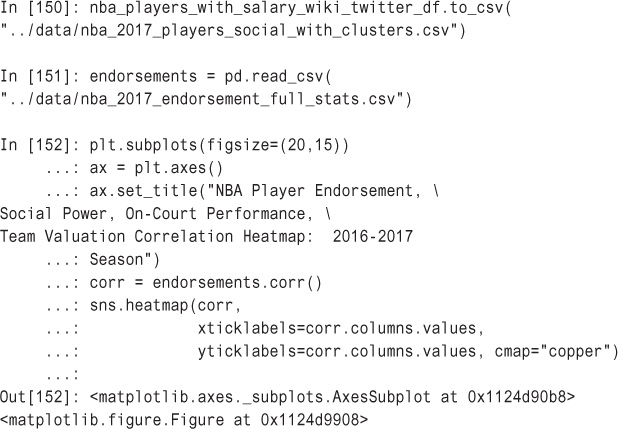 In [150]: nba_players_with_salary_wiki_twitter_df.to_csv(
"../data/nba_2017_players_social_with_clusters.csv")
In [151]: endorsements = pd.read_csv(
"../data/nba_2017_endorsement_full_stats.csv")
In [152]: plt.subplots(figsize=(20,15))
...: ax = plt.axes()
...: ax.set_title("NBA Player Endorsement, \
Social Power, On-Court Performance, \
Team Valuation Correlation Heatmap:  2016-2017
...: Season")
...: corr = endorsements.corr()
...: sns.heatmap(corr,
...:             xticklabels=corr.columns.values,
...:             yticklabels=corr.columns.values, cmap="copper")
...:
Out[152]: <matplotlib.axes._subplots.AxesSubplot at 0x1124d90b8>
<matplotlib.figure.Figure at 0x1124d9908>